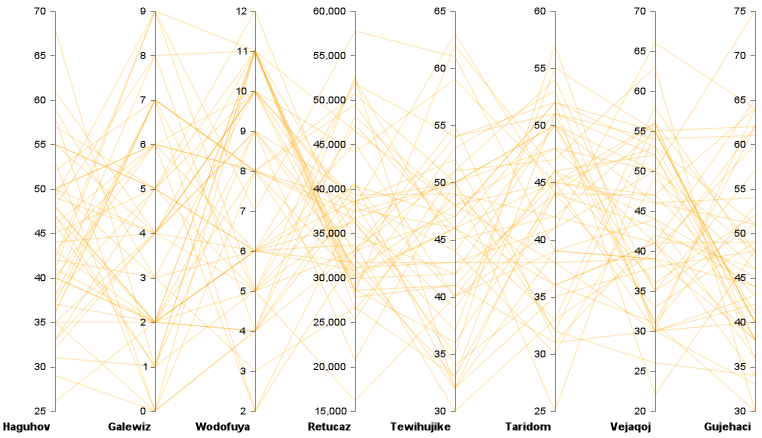 70 9 12 60,000 65 60 70 75
65 8 11 55,000 60 55 65 70
60 7 10 50,000 55 50 60 65
55 6 9 45,000 50 45 55 60
50 5 8 40,000 45 40 50 55
45 4 7 35,000 40 35 45 50
40 3 6 30,000 35 30 40 45
35 2 5 25,000 30 25 35 40
30 1 4 20,000 30 35
25 0 3 15,000 25 30
2 20
Haguhov Galewiz Wodofuya Retucaz Tewihujike Taridom Vejaqoj Gujehaci